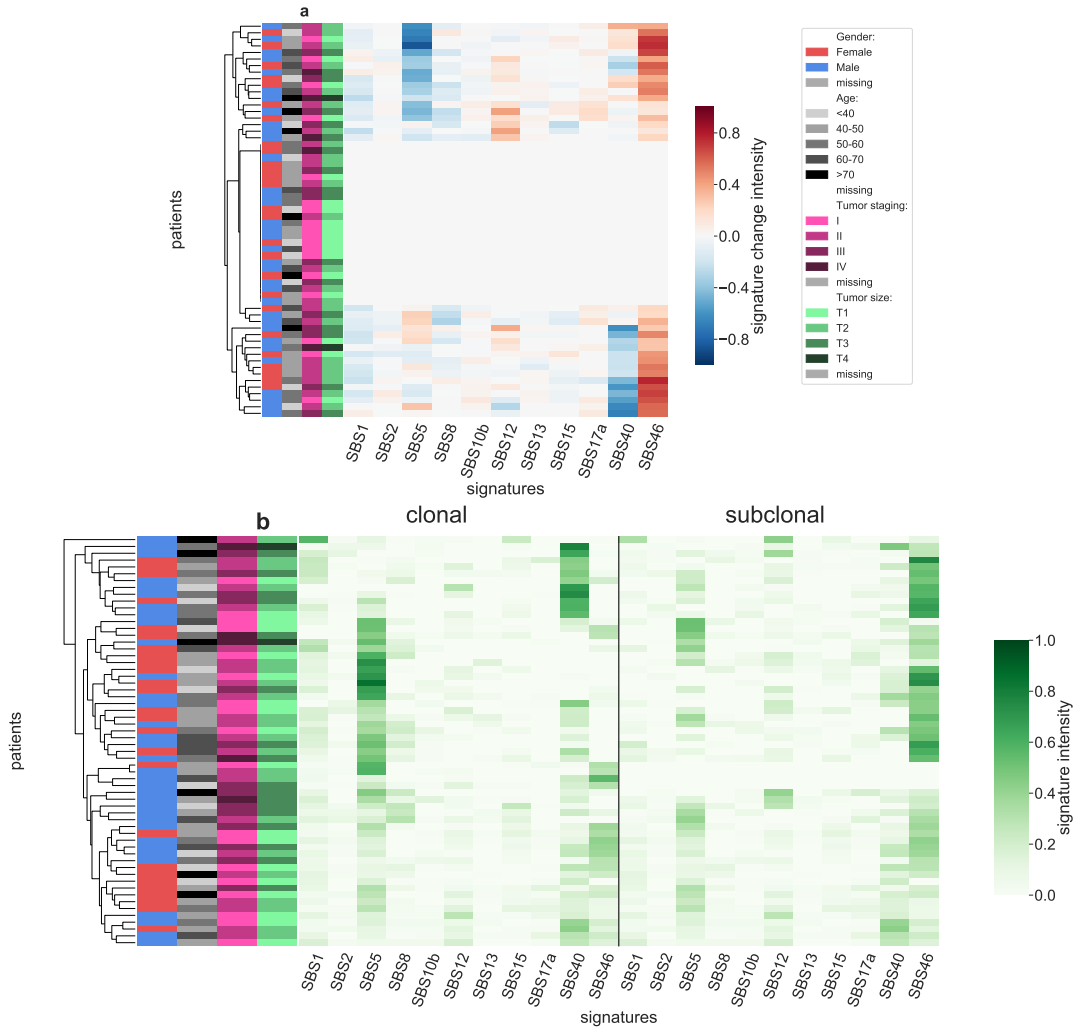 a
patients
SBS1
SBS2
SBS5
SBS8
SBS10b
SBS12
SBS13
SBS15
SBS17a
SBS40
SBS46
signatures
0.8
0.4
0.0
−0.4
−0.8
signature change intensity
Gender:
Female
Male
missing
Age:
<40
40-50
50-60
60-70
>70
missing
Tumor staging:
I
II
III
IV
missing
Tumor size:
T1
T2
T3
T4
missing
b
clonal
subclonal
patients
SBS1
SBS2
SBS5
SBS8
SBS10b
SBS12
SBS13
SBS15
SBS17a
SBS40
SBS46
SBS1
SBS2
SBS5
SBS8
SBS10b
SBS12
SBS13
SBS15
SBS17a
SBS40
SBS46
signatures
1.0
0.8
0.6
0.4
0.2
0.0
signature intensity